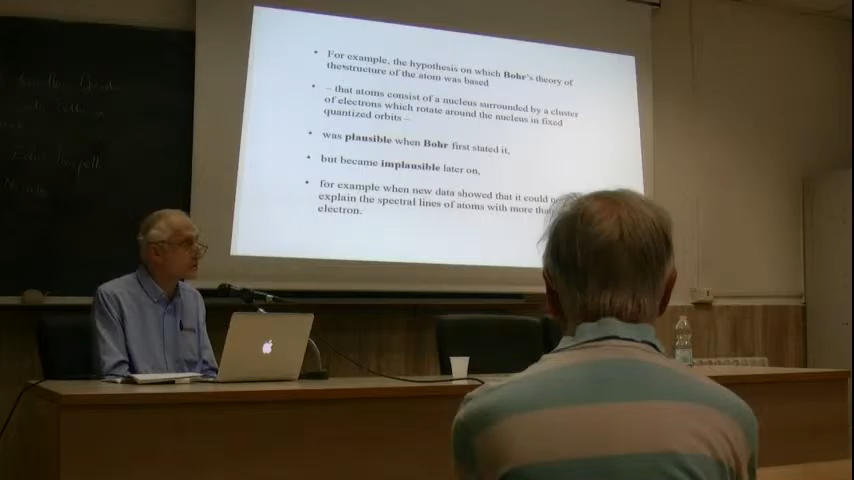 • For example, the hypothesis on which Bohr's theory of
the structure of the atom was based
• – that atoms consist of a nucleus surrounded by a cluster
of electrons which rotate around the nucleus in fixed
quantized orbits –
• was plausible when Bohr first stated it,
• but became implausible later on,
• for example when new data showed that it could
explain the spectral lines of atoms with more
electron.